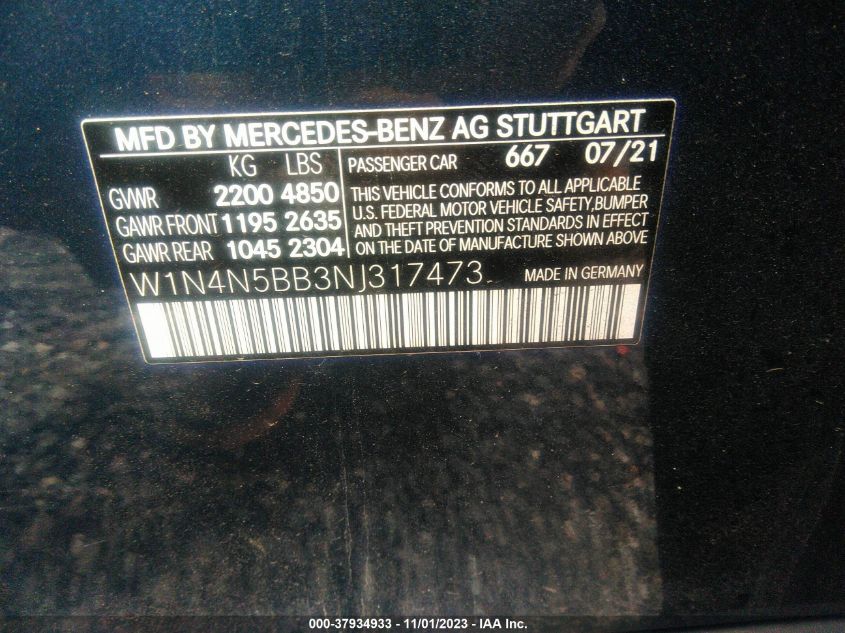 MFD BY MERCEDES-BENZ AG STUTTGART
KG LBS
GVWR 2200 4850
GAWR FRONT 1195 2635
GAWR REAR 1045 2304
PASSENGER CAR 667 07/21
THIS VEHICLE CONFORMS TO ALL APPLICABLE
U.S. FEDERAL MOTOR VEHICLE SAFETY,BUMPER
AND THEFT PREVENTION STANDARDS IN EFFECT
ON THE DATE OF MANUFACTURE SHOWN ABOVE
W1N4N5BB3NJ317473 MADE IN GERMANY
000-37934933 - 11/01/2023 - IAA Inc.